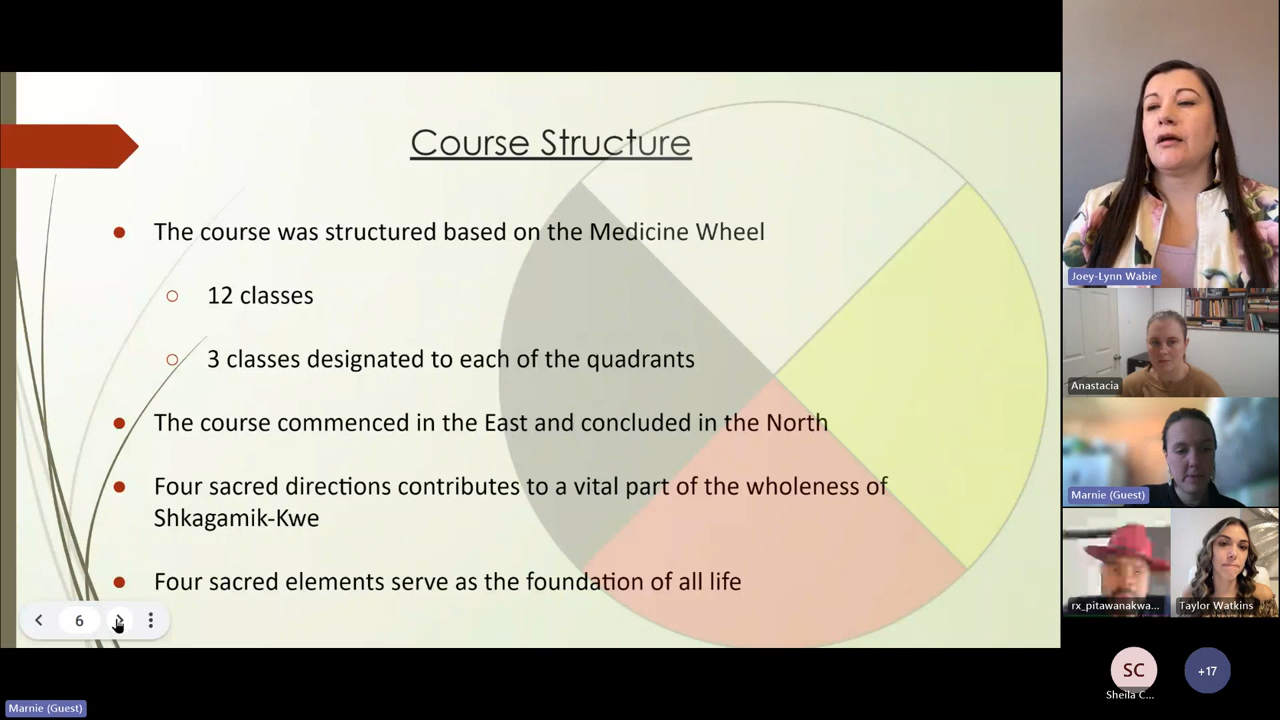 Course Structure
The course was structured based on the Medicine Wheel
12 classes
3 classes designated to each of the quadrants
The course commenced in the East and concluded in the North
Four sacred directions contributes to a vital part of the wholeness of
Shkagamik-Kwe
Four sacred elements serve as the foundation of all life
6
Marnie (Guest)
Joey-Lynn Wabie
Anastacia
Marnie (Guest)
rx_pitawanakwa...
Taylor Watkins
SC
Sheila C...
+17